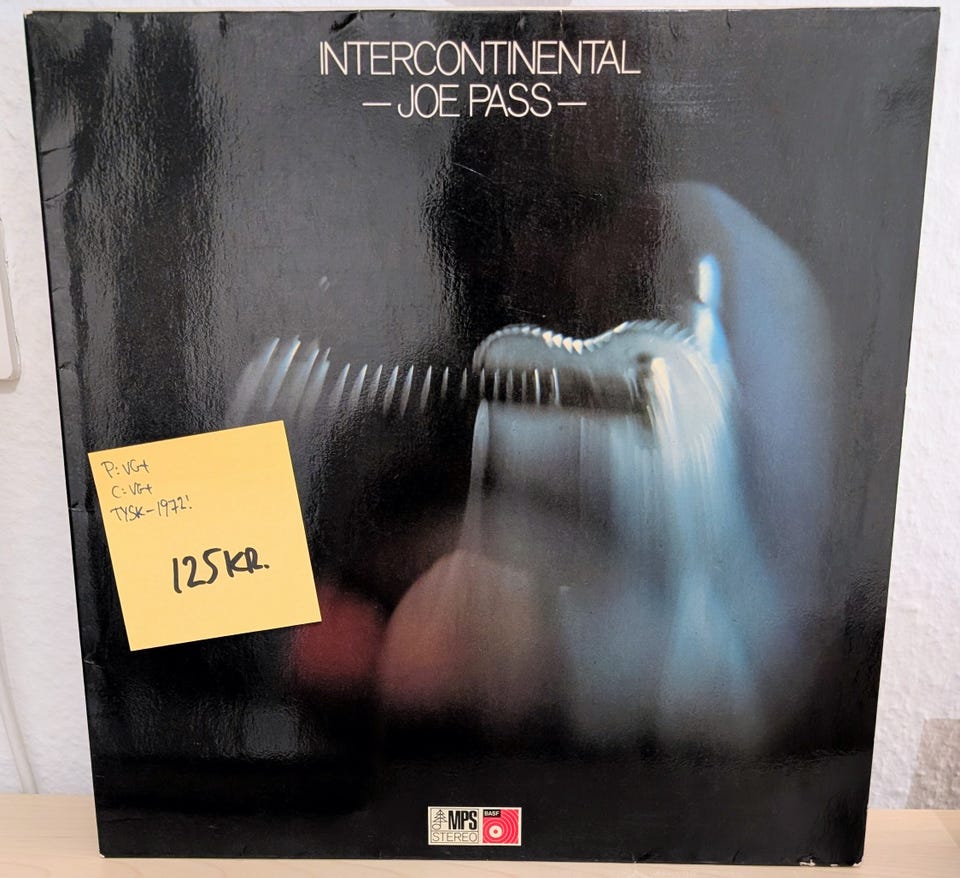 INTERCONTINENTAL
— JOE PASS —
P: VG+
C: VG+
TYSK-1972!
125 KR.
MPS
STEREO
BASF